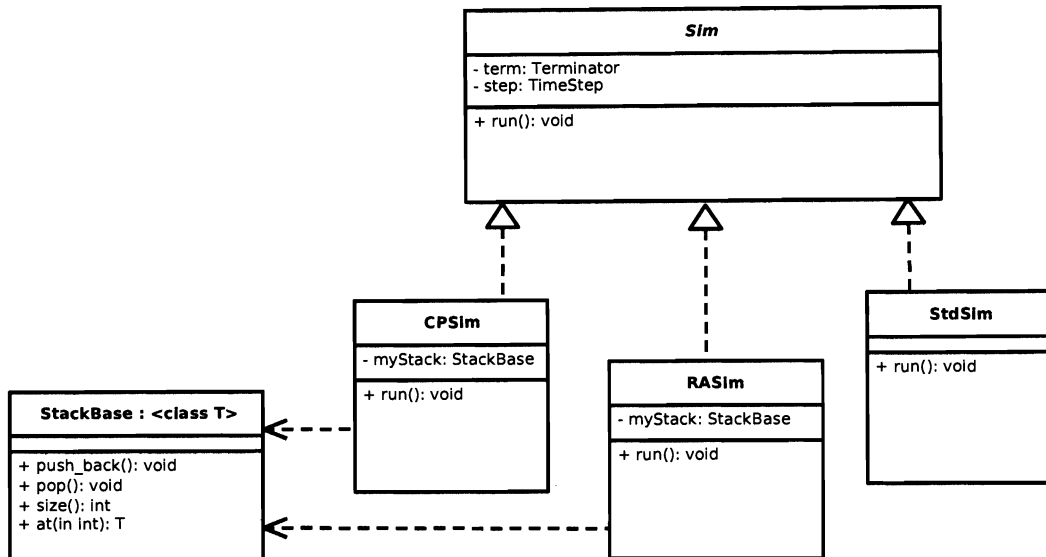 Sim
- term: Terminator
- step: TimeStep
+ run(): void
CPSim
- myStack: StackBase
+ run(): void
RASim
- myStack: StackBase
+ run(): void
StdSim
+ run(): void
StackBase : <class T>
+ push_back(): void
+ pop(): void
+ size(): int
+ at(in int): T